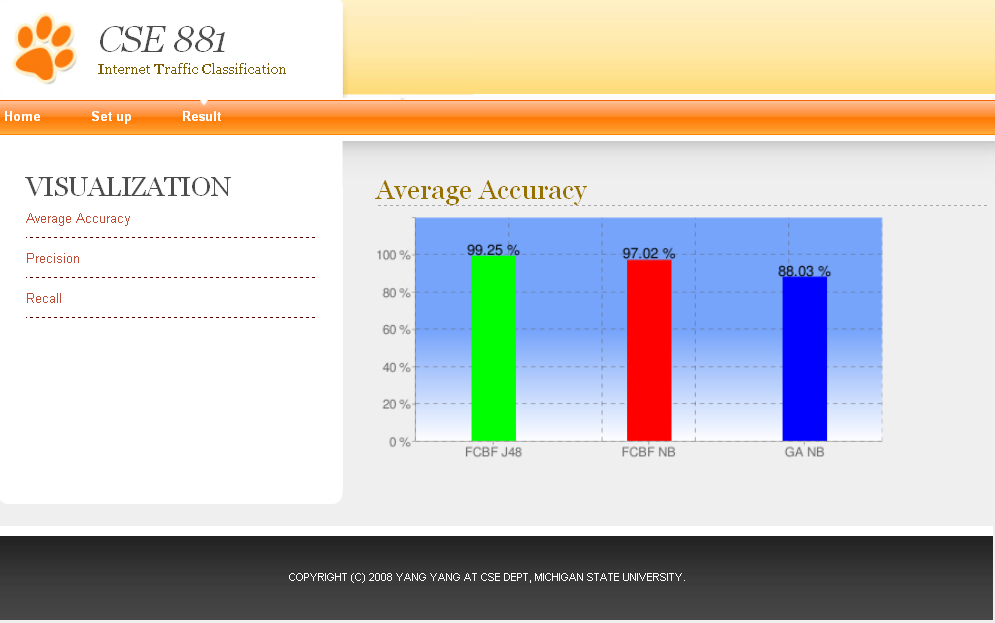 CSE 881
Internet Traffic Classification
Home Set up Result
VISUALIZATION
Average Accuracy
Precision
Recall
Average Accuracy
99.25 % 97.02 % 88.03 %
100 %
80 %
60 %
40 %
20 %
0 %
FCBF J48 FCBF NB GA NB
COPYRIGHT (C) 2008 YANG YANG AT CSE DEPT, MICHIGAN STATE UNIVERSITY.